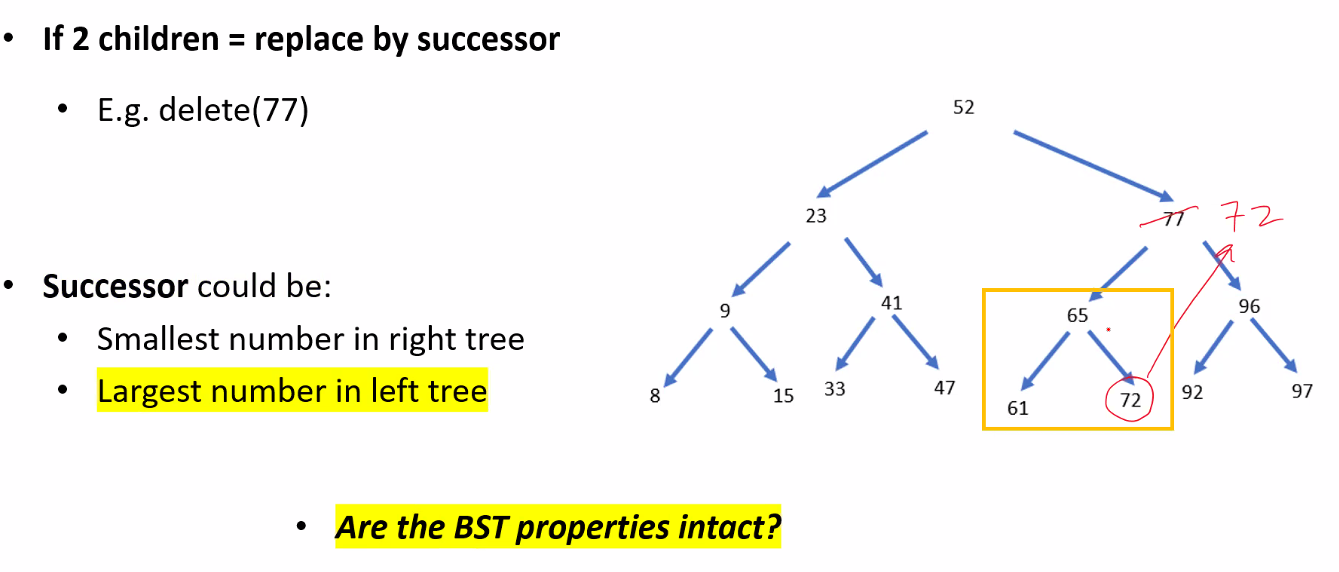 • If 2 children = replace by successor
• E.g. delete(77)
52
23
77 72
• Successor could be:
9
41
65
96
• Smallest number in right tree
• Largest number in left tree
8
15
33
47
61
72
92
97
• Are the BST properties intact?